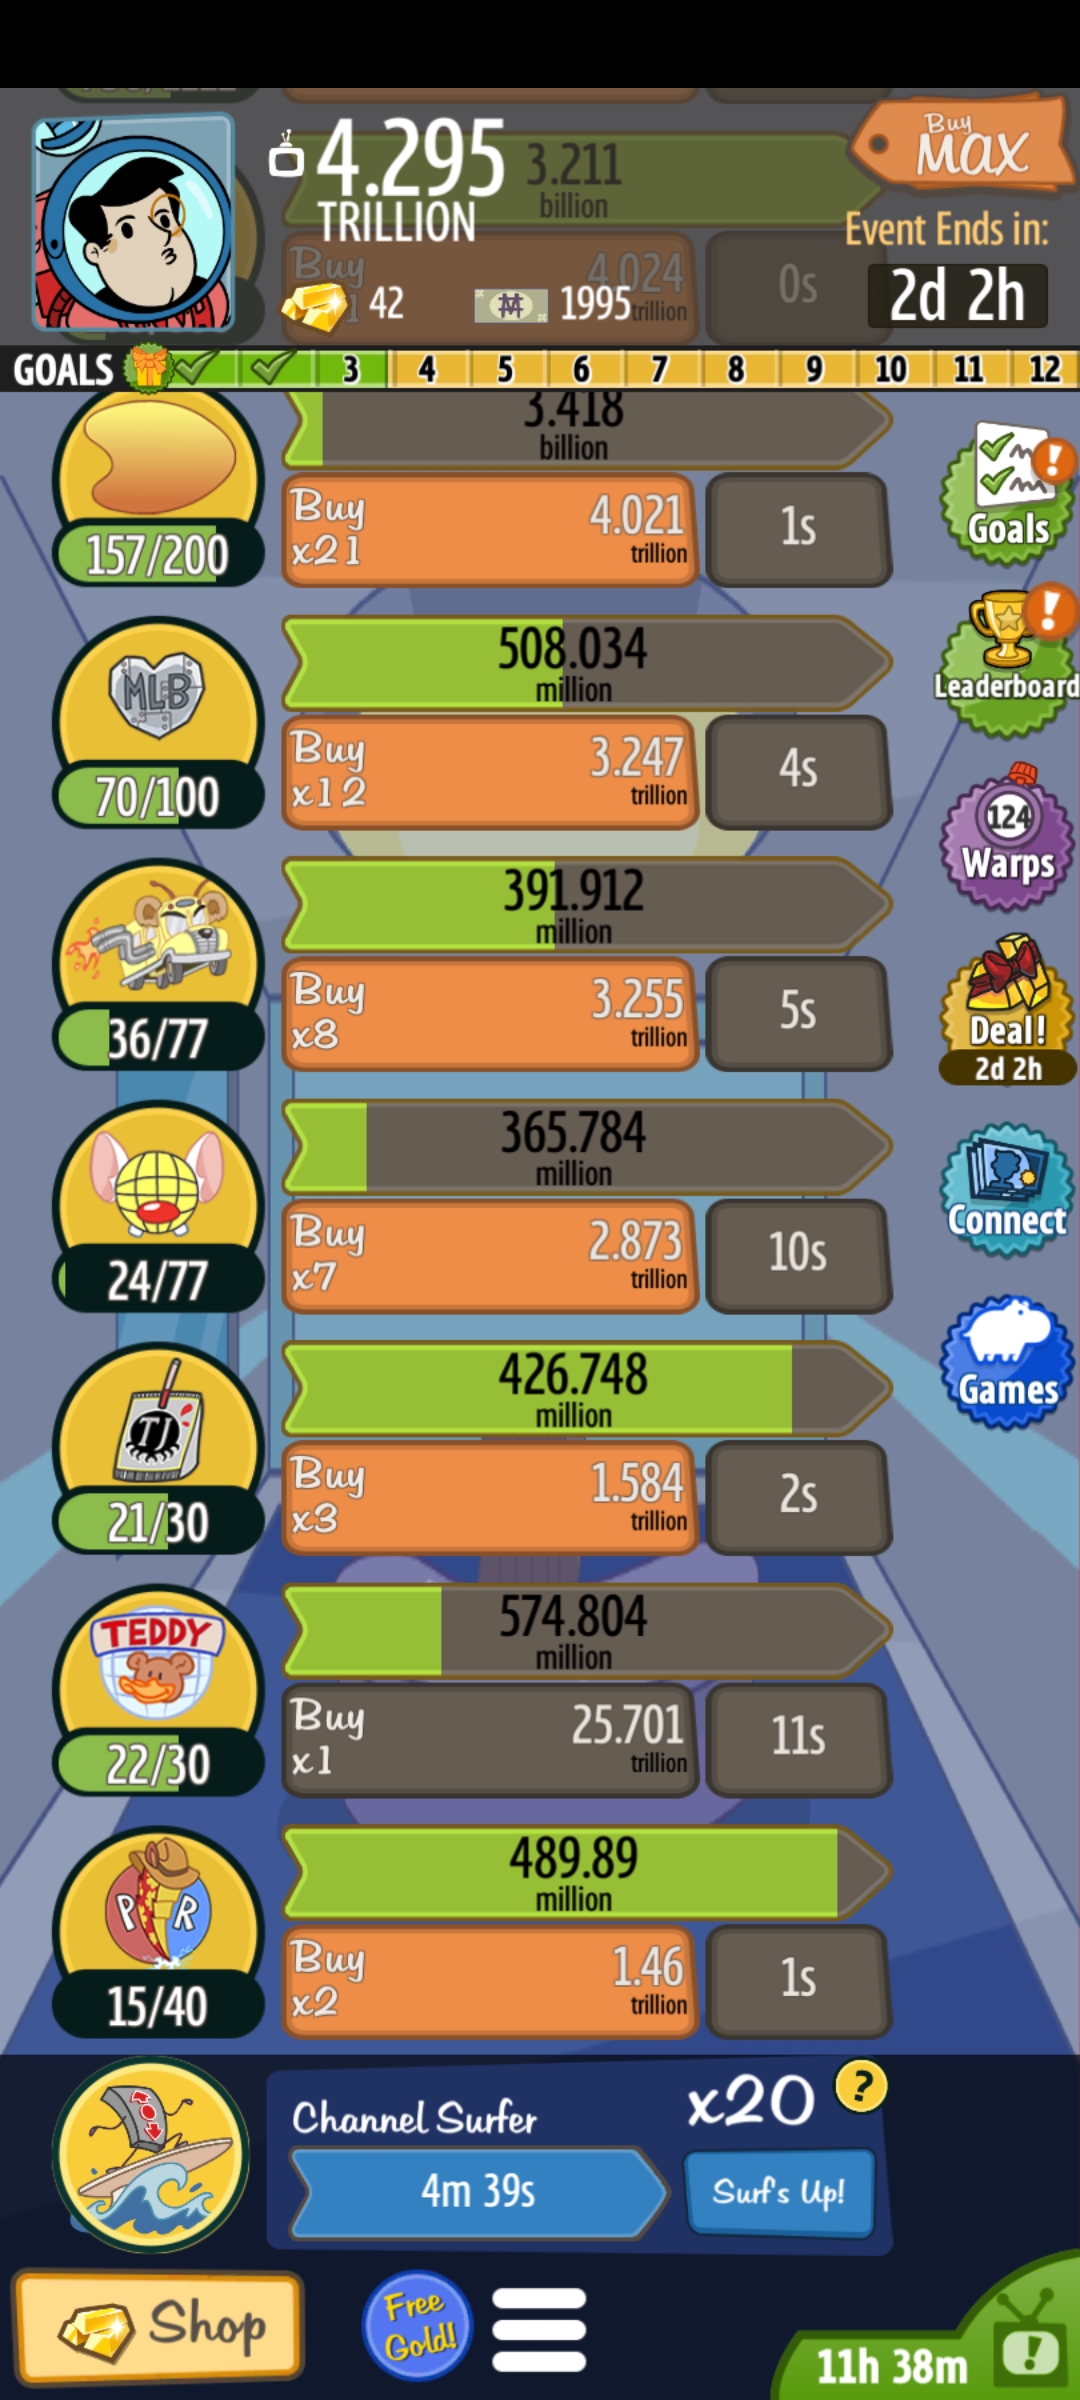 4.295
TRILLION
3.211
billion
Buy
MAX
Event Ends in:
2d 2h
42
1995
Buy
4.024
trillion
0s
GOALS
3 4 5 6 7 8 9 10 11 12
3.418
billion
157/200
Buy
x21
4.021
trillion
1s
Goals
MLB
70/100
508.034
million
Buy
x12
3.247
trillion
4s
Leaderboard
124
Warps
36/77
391.912
million
Buy
x8
3.255
trillion
5s
Deal!
2d 2h
24/77
365.784
million
Buy
x7
2.873
trillion
10s
Connect
TJ
21/30
426.748
million
Buy
x3
1.584
trillion
2s
Games
TEDDY
22/30
574.804
million
Buy
x1
25.701
trillion
11s
P R
15/40
489.89
million
Buy
x2
1.46
trillion
1s
Channel Surfer
x20
?
4m 39s
Surf's Up!
Shop
Free
Gold!
11h 38m